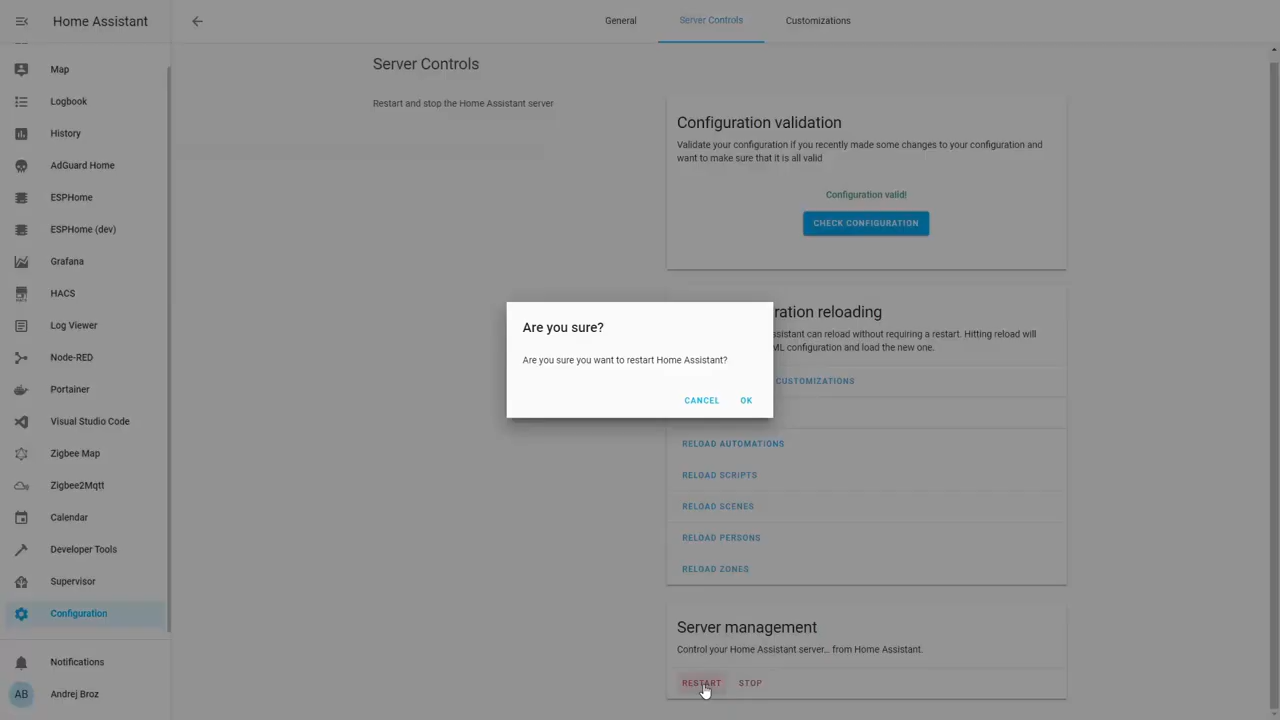 Home Assistant
Map
Logbook
History
AdGuard Home
ESPHome
ESPHome (dev)
Grafana
HACS
Log Viewer
Node-RED
Portainer
Visual Studio Code
Zigbee Map
Zigbee2Mqtt
Calendar
Developer Tools
Supervisor
Configuration
Notifications
AB Andrej Broz
General Server Controls Customizations
Server Controls
Restart and stop the Home Assistant server
Configuration validation
Validate your configuration if you recently made some changes to your configuration and
want to make sure that it is all valid
Configuration valid!
CHECK CONFIGURATION
ration reloading
ssistant can reload without requiring a restart. Hitting reload will
ML configuration and load the new one.
CUSTOMIZATIONS
Are you sure?
Are you sure you want to restart Home Assistant?
CANCEL OK
RELOAD AUTOMATIONS
RELOAD SCRIPTS
RELOAD SCENES
RELOAD PERSONS
RELOAD ZONES
Server management
Control your Home Assistant server... from Home Assistant.
RESTART STOP